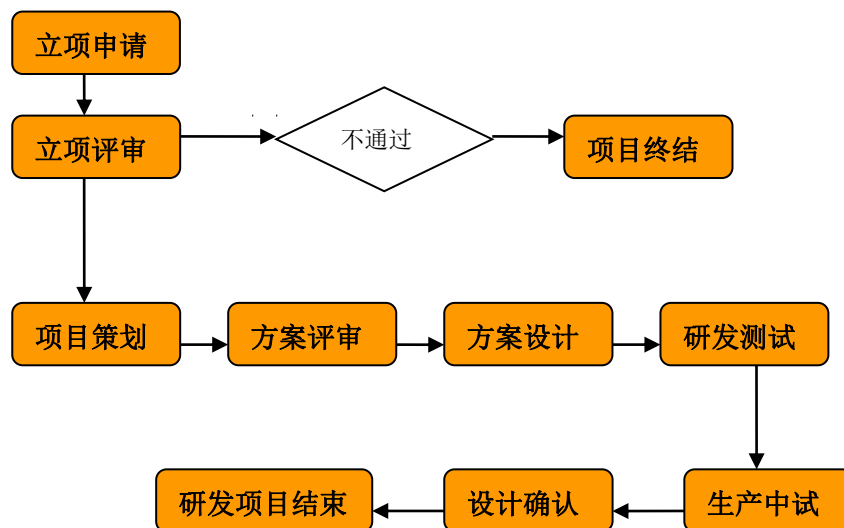 立项申请
立项评审
不通过
项目终结
项目策划
方案评审
方案设计
研发测试
研发项目结束
设计确认
生产中试